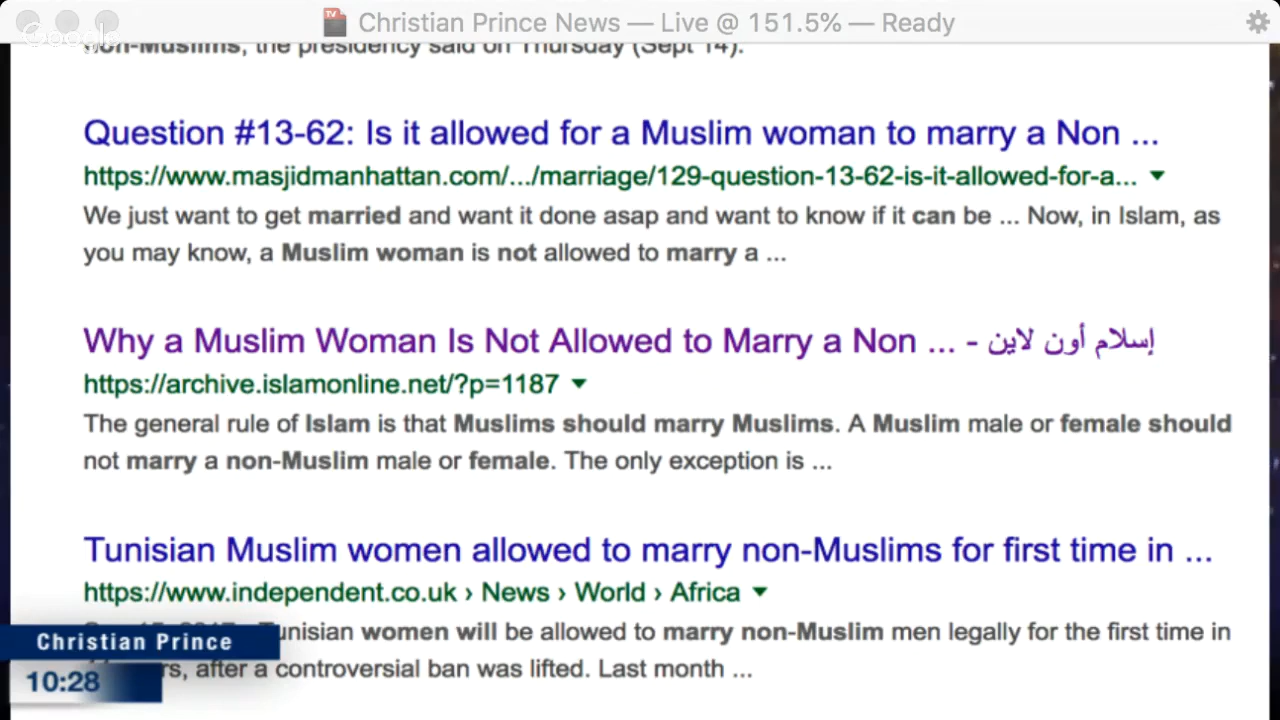 Christian Prince News — Live @ 151.5% — Ready
Google
non-Muslims, the presidency said on Thursday (Sept 14).
Question #13-62: Is it allowed for a Muslim woman to marry a Non ...
https://www.masjidmanhattan.com/.../marriage/129-question-13-62-is-it-allowed-for-a...
We just want to get married and want it done asap and want to know if it can be ... Now, in Islam, as
you may know, a Muslim woman is not allowed to marry a ...
Why a Muslim Woman Is Not Allowed to Marry a Non ... - إسلام أون لاين
https://archive.islamonline.net/?p=1187
The general rule of Islam is that Muslims should marry Muslims. A Muslim male or female should
not marry a non-Muslim male or female. The only exception is ...
Tunisian Muslim women allowed to marry non-Muslims for first time in ...
https://www.independent.co.uk › News › World › Africa
Tunisian women will be allowed to marry non-Muslim men legally for the first time in
after a controversial ban was lifted. Last month ...
Christian Prince
10:28